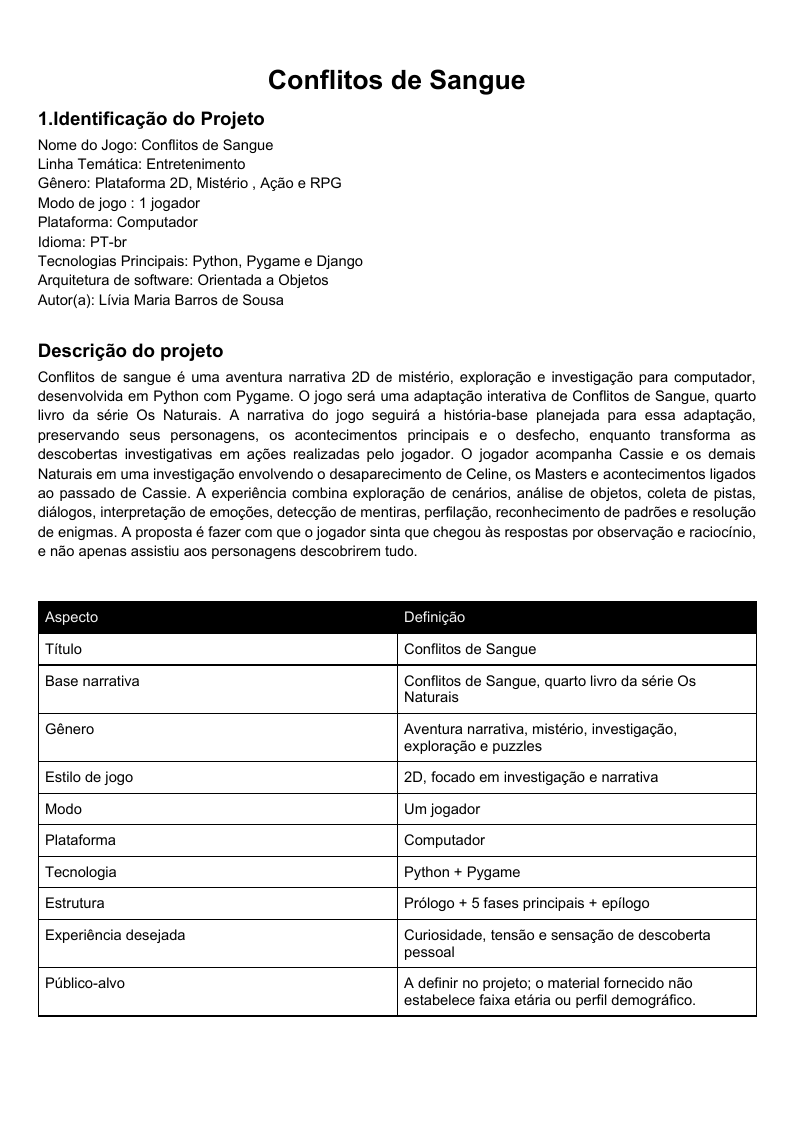 Conflitos de Sangue
1.Identificação do Projeto
Nome do Jogo: Conflitos de Sangue
Linha Temática: Entretenimento
Gênero: Plataforma 2D, Mistério , Ação e RPG
Modo de jogo : 1 jogador
Plataforma: Computador
Idioma: PT-br
Tecnologias Principais: Python, Pygame e Django
Arquitetura de software: Orientada a Objetos
Autor(a): Lívia Maria Barros de Sousa
Descrição do projeto
Conflitos de sangue é uma aventura narrativa 2D de mistério, exploração e investigação para computador,
desenvolvida em Python com Pygame. O jogo será uma adaptação interativa de Conflitos de Sangue, quarto
livro da série Os Naturais. A narrativa do jogo seguirá a história-base planejada para essa adaptação,
preservando seus personagens, os acontecimentos principais e o desfecho, enquanto transforma as
descobertas investigativas em ações realizadas pelo jogador. O jogador acompanha Cassie e os demais
Naturais em uma investigação envolvendo o desaparecimento de Celine, os Masters e acontecimentos ligados
ao passado de Cassie. A experiência combina exploração de cenários, análise de objetos, coleta de pistas,
diálogos, interpretação de emoções, detecção de mentiras, perfilação, reconhecimento de padrões e resolução
de enigmas. A proposta é fazer com que o jogador sinta que chegou às respostas por observação e raciocínio,
e não apenas assistiu aos personagens descobrirem tudo.
Aspecto
Definição
Título
Conflitos de Sangue
Base narrativa
Conflitos de Sangue, quarto livro da série Os
Naturais
Gênero
Aventura narrativa, mistério, investigação,
exploração e puzzles
Estilo de jogo
2D, focado em investigação e narrativa
Modo
Um jogador
Plataforma
Computador
Tecnologia
Python + Pygame
Estrutura
Prólogo + 5 fases principais + epílogo
Experiência desejada
Curiosidade, tensão e sensação de descoberta
pessoal
Público-alvo
A definir no projeto; o material fornecido não
estabelece faixa etária ou perfil demográfico.